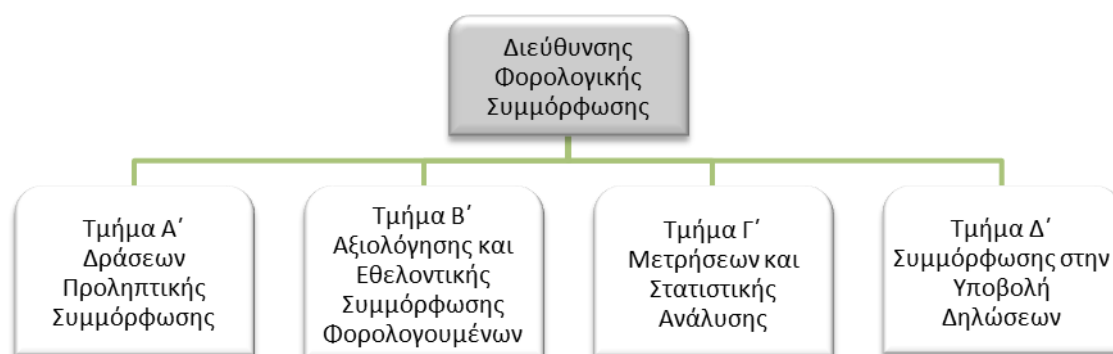 Διεύθυνσης
Φορολογικής
Συμμόρφωσης
Τμήμα Α΄
Δράσεων
Προληπτικής
Συμμόρφωσης
Τμήμα Β΄
Αξιολόγησης και
Εθελοντικής
Συμμόρφωσης
Φορολογουμένων
Τμήμα Γ΄
Μετρήσεων και
Στατιστικής
Ανάλυσης
Τμήμα Δ΄
Συμμόρφωσης στην
Υποβολή
Δηλώσεων